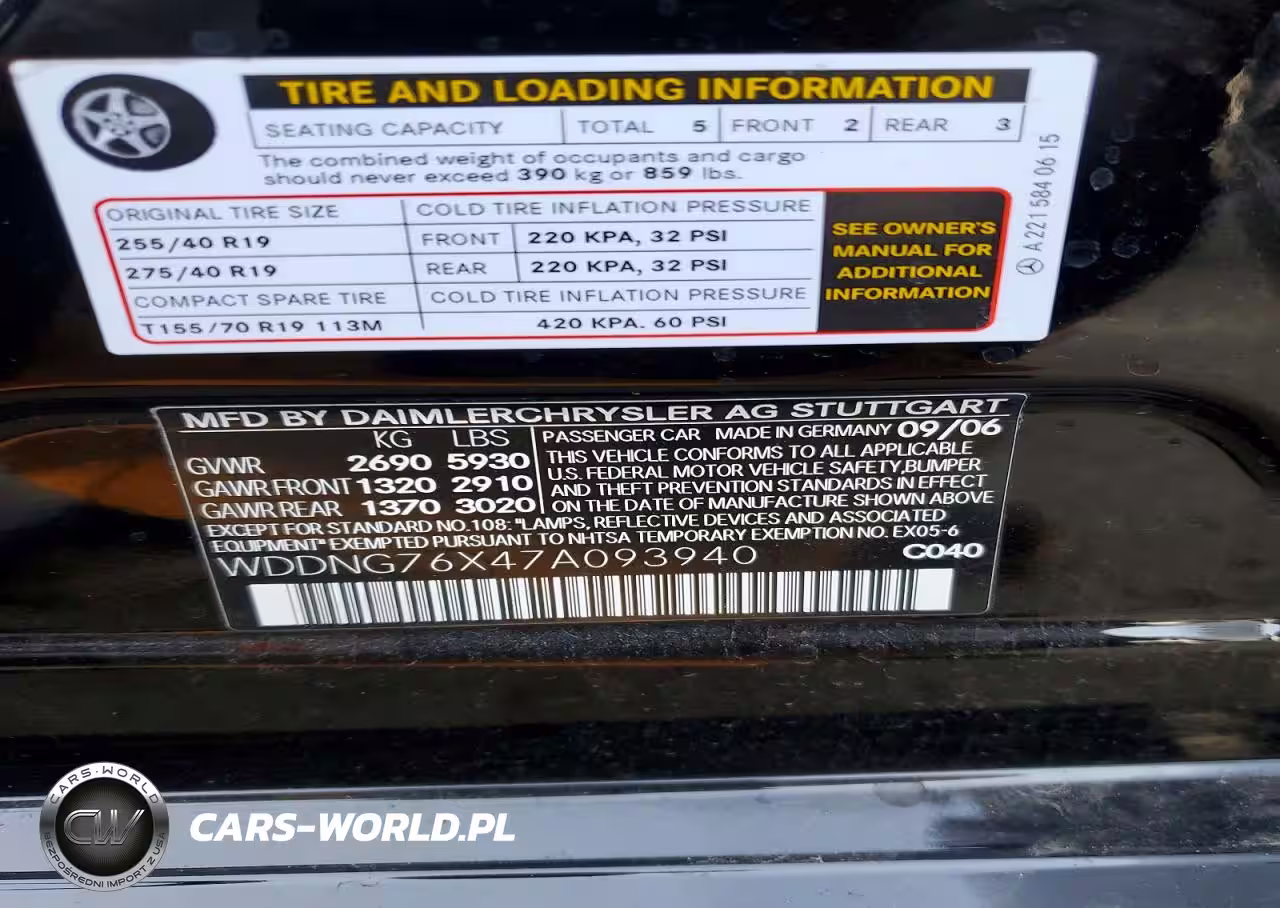 TIRE AND LOADING INFORMATION
SEATING CAPACITY TOTAL 5 FRONT 2 REAR 3
The combined weight of occupants and cargo
should never exceed 390 kg or 859 lbs.
ORIGINAL TIRE SIZE COLD TIRE INFLATION PRESSURE
255/40 R19 FRONT 220 KPA, 32 PSI
275/40 R19 REAR 220 KPA, 32 PSI
COMPACT SPARE TIRE COLD TIRE INFLATION PRESSURE
T155/70 R19 113M 420 KPA. 60 PSI
SEE OWNER'S
MANUAL FOR
ADDITIONAL
INFORMATION
A 221 584 06 15
MFD BY DAIMLERCHRYSLER AG STUTTGART
KG LBS
GVWR 2690 5930
GAWR FRONT 1320 2910
GAWR REAR 1370 3020
PASSENGER CAR MADE IN GERMANY 09/06
THIS VEHICLE CONFORMS TO ALL APPLICABLE
U.S. FEDERAL MOTOR VEHICLE SAFETY,BUMPER
AND THEFT PREVENTION STANDARDS IN EFFECT
ON THE DATE OF MANUFACTURE SHOWN ABOVE
EXCEPT FOR STANDARD NO.108: "LAMPS, REFLECTIVE DEVICES AND ASSOCIATED
EQUIPMENT" EXEMPTED PURSUANT TO NHTSA TEMPORARY EXEMPTION NO. EX05-6
WDDNG76X47A093940 C040
CARS-WORLD
CW
BEZPOŚREDNI IMPORT Z USA
CARS-WORLD.PL